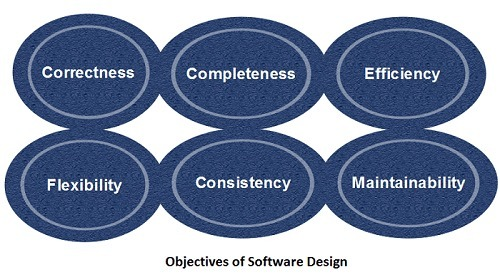 Correctness
Completeness
Efficiency
Flexibility
Consistency
Maintainability
Objectives of Software Design